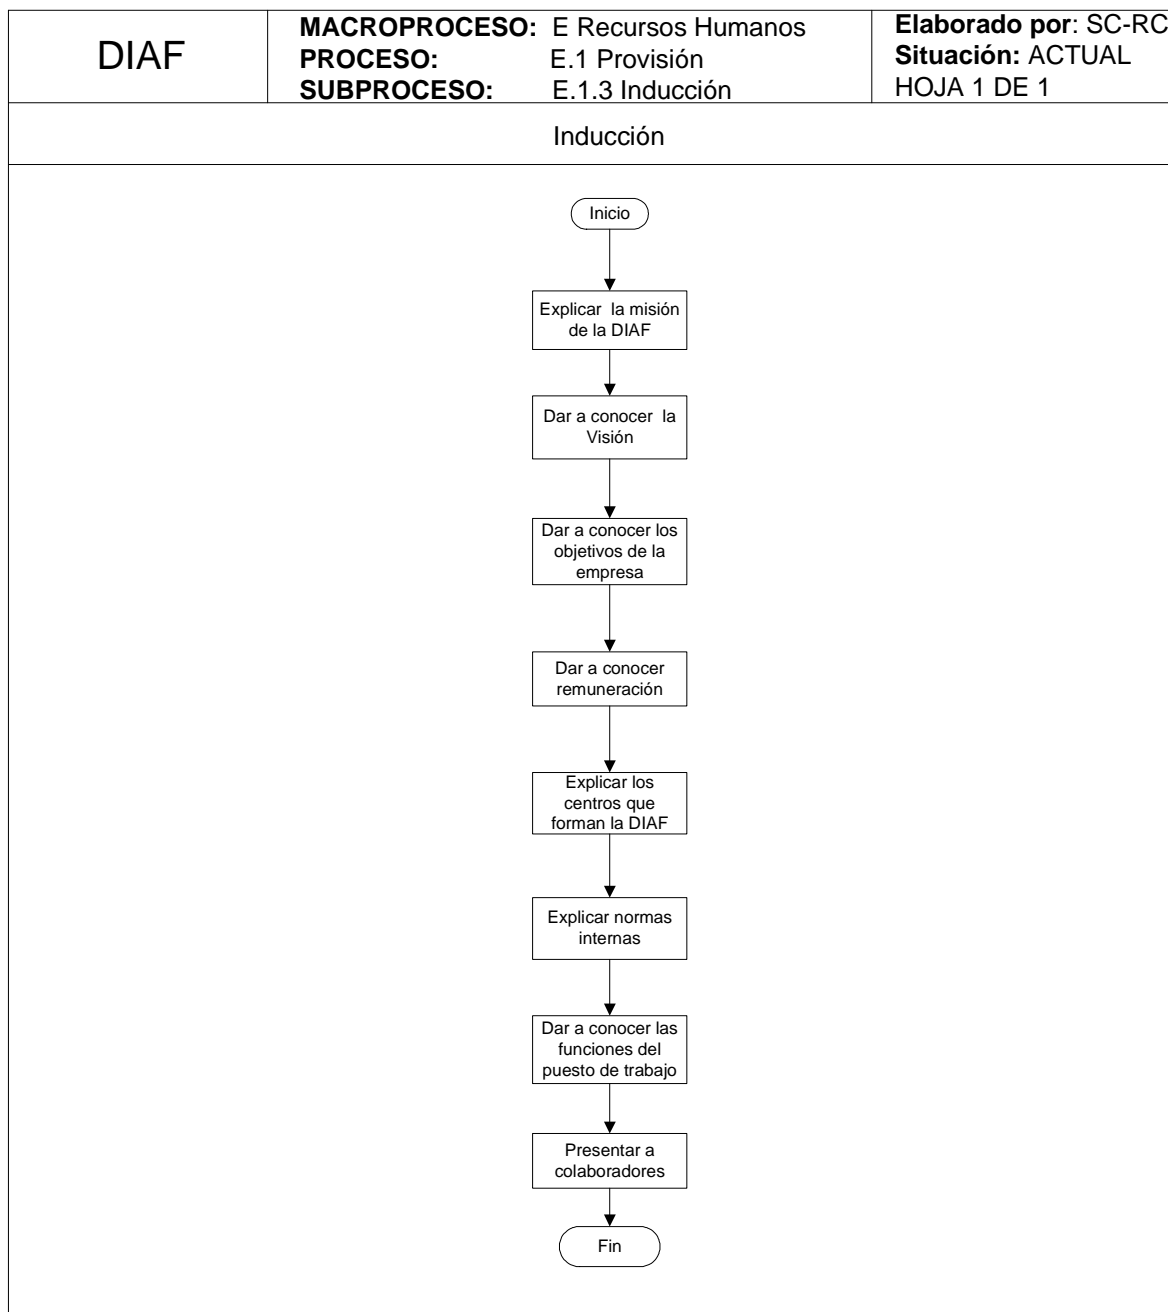 DIAF
MACROPROCESO: E Recursos Humanos
PROCESO: E.1 Provisión
SUBPROCESO: E.1.3 Inducción
Elaborado por: SC-RC
Situación: ACTUAL
HOJA 1 DE 1
Inducción
Inicio
Explicar la misión
de la DIAF
Dar a conocer la
Visión
Dar a conocer los
objetivos de la
empresa
Dar a conocer
remuneración
Explicar los
centros que
forman la DIAF
Explicar normas
internas
Dar a conocer las
funciones del
puesto de trabajo
Presentar a
colaboradores
Fin